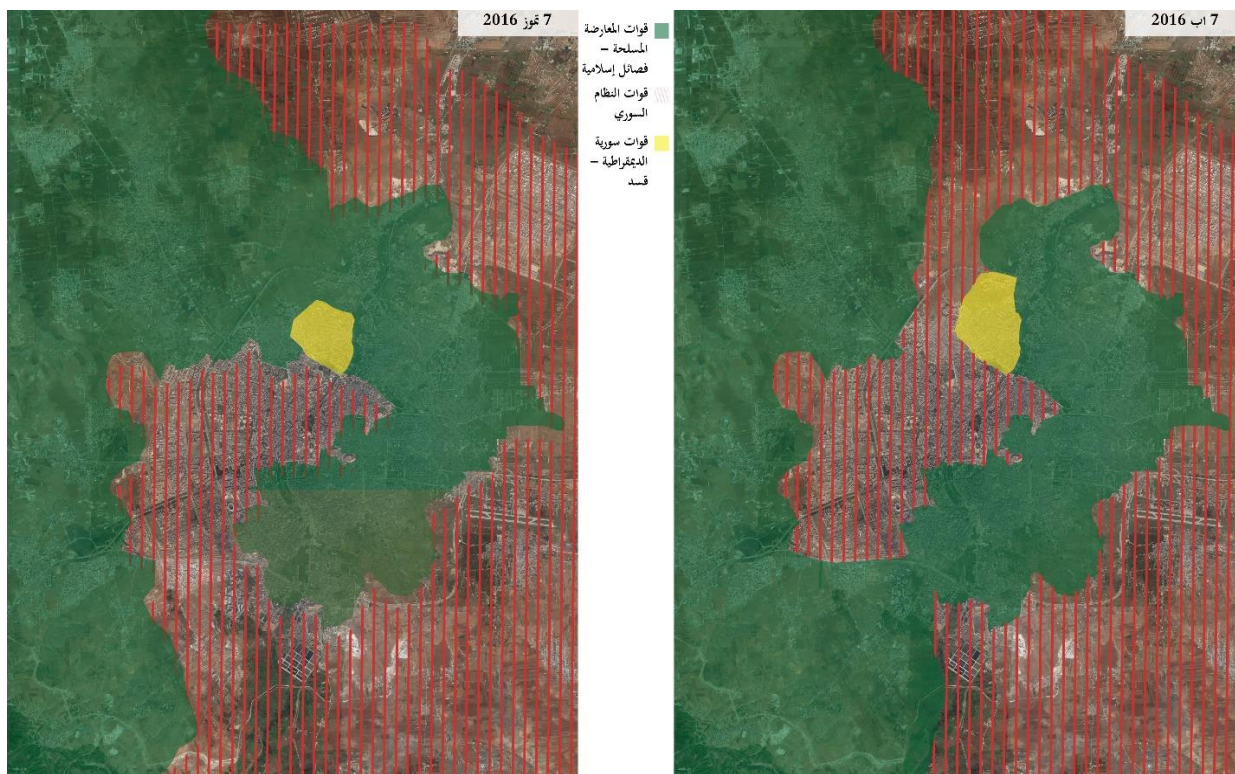 7 تموز 2016
7 اب 2016
قوات المعارضة
المسلحة –
فصائل إسلامية
قوات النظام
السوري
قوات سورية
الديمقراطية –
قسد